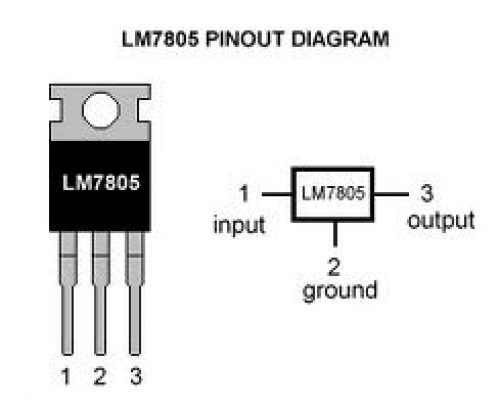 LM7805 PINOUT DIAGRAM
LM7805
1 2 3
1 LM7805 3
input output
2
ground